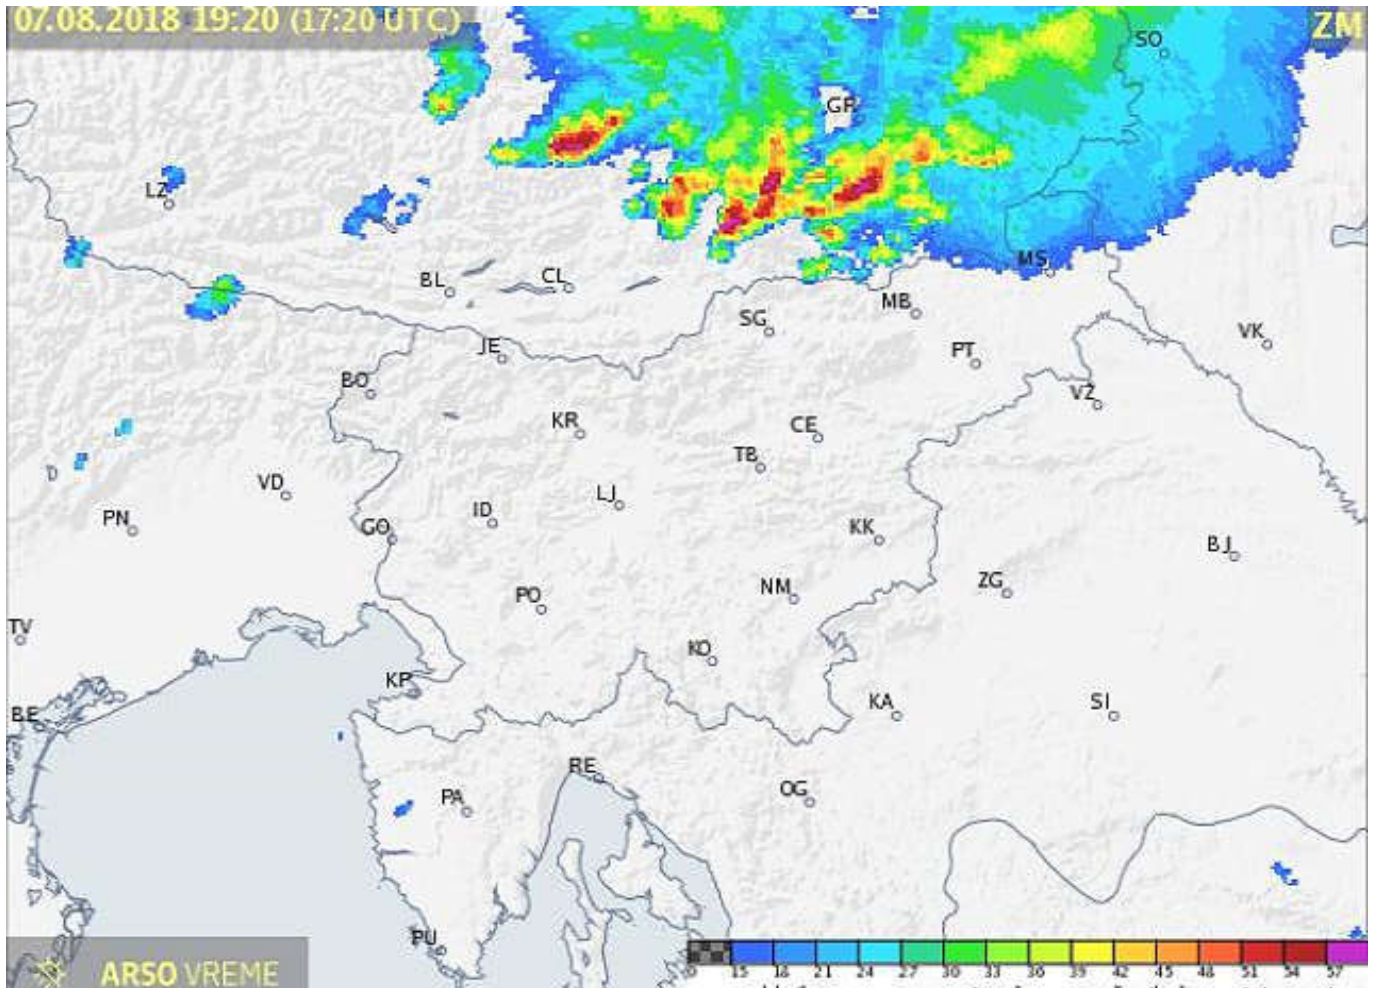 07.08.2018 19:20 (17:20 UTC) ZM
SO
GR
LZ
MS
BL CL
MB
SG
VK
JE PT
BO VŽ
KR CE
TB
VD LJ
ID
PN GO KK
BJ
ZG
PO NM
TV
KO
KP
BE KA SI
RE
PA OG
PU
ARSO VREME
0 15 18 21 24 27 30 33 36 39 42 45 48 51 54 57